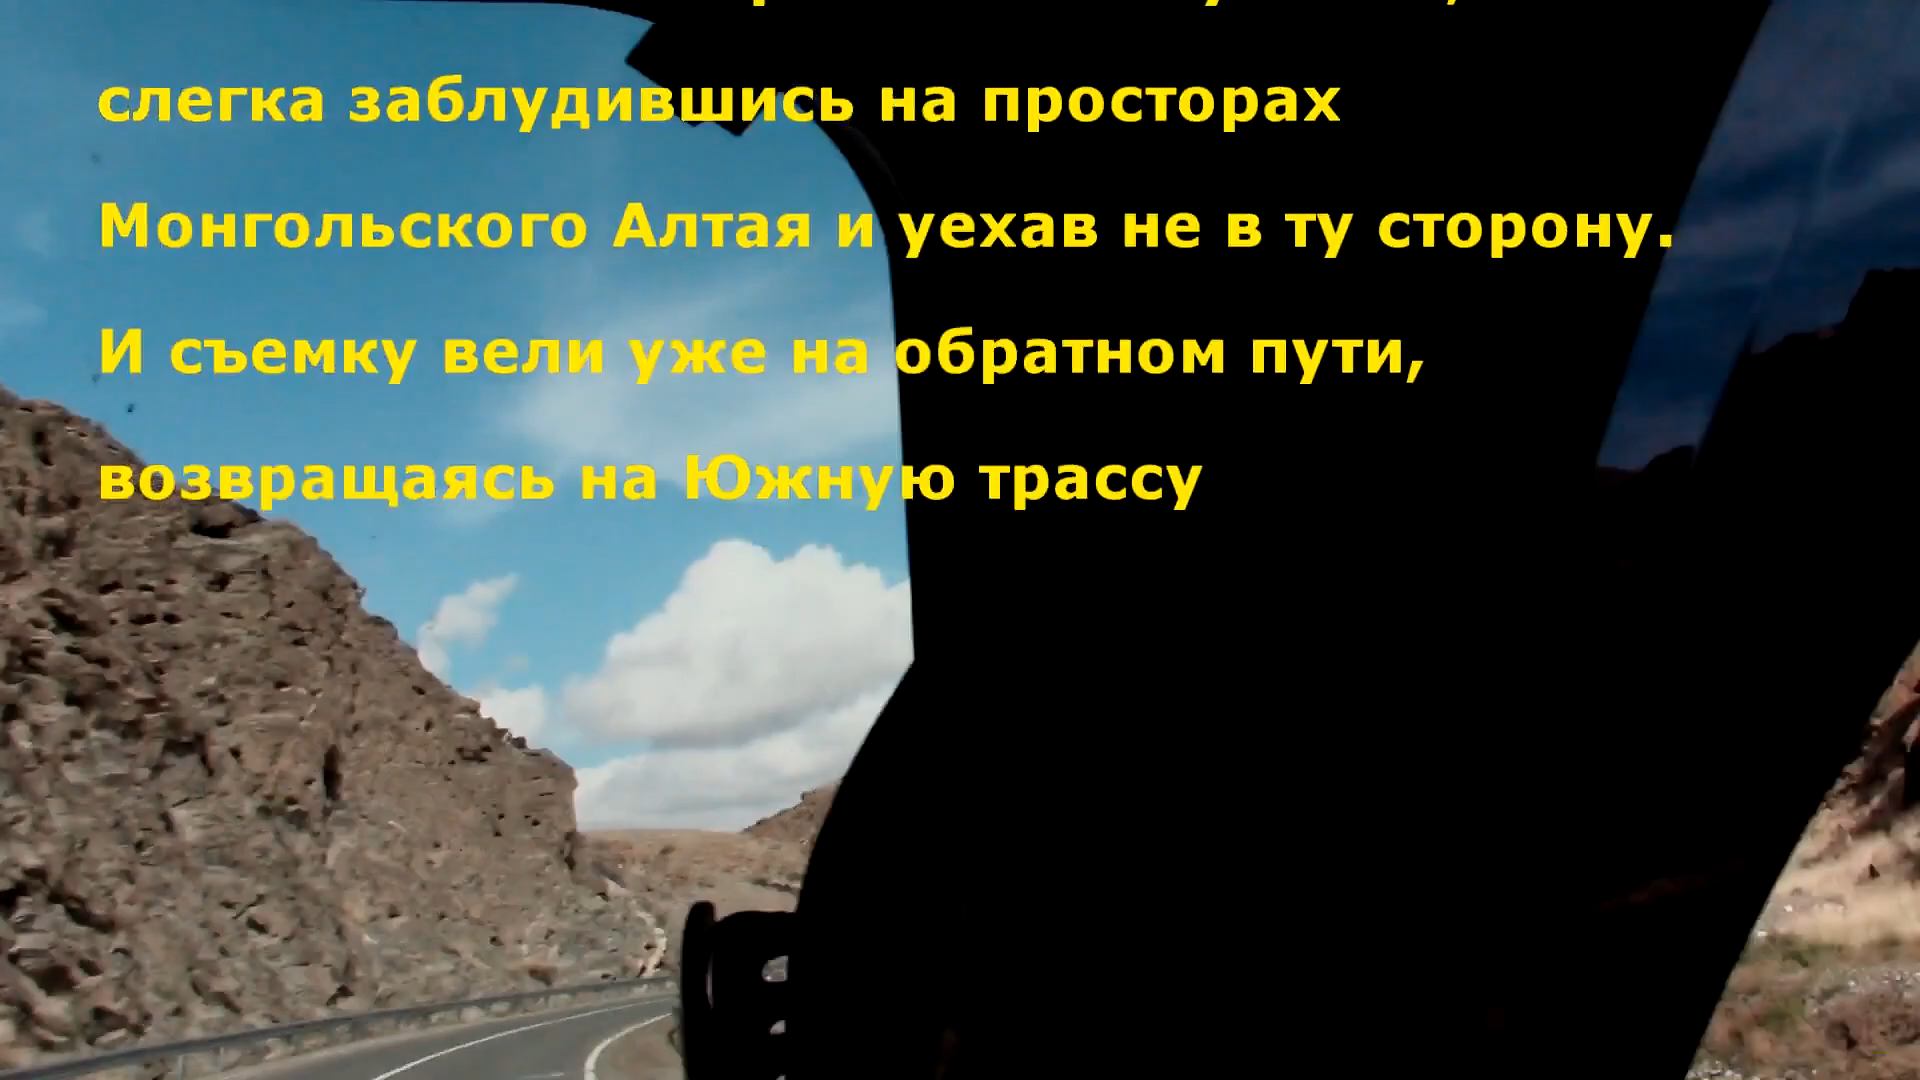 слегка заблудившись на просторах
Монгольского Алтая и уехав не в ту сторону.
И съемку вели уже на обратном пути,
возвращаясь на Южную трассу